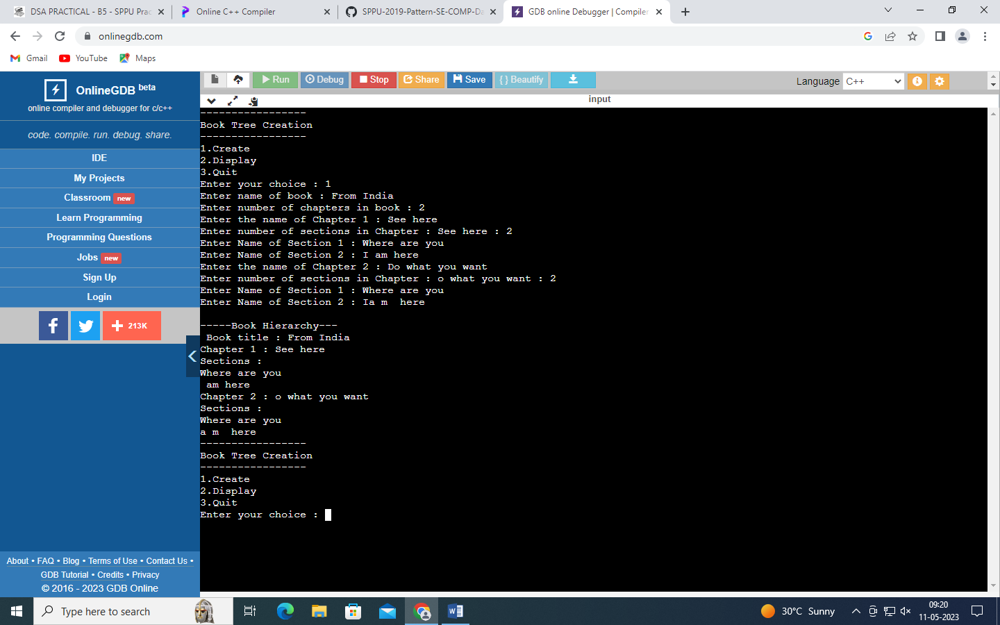 DSA PRACTICAL - B5 - SPPU Prac
Online C++ Compiler
SPPU-2019-Pattern-SE-COMP-Da
GDB online Debugger | Compiler
onlinegdb.com
Gmail
YouTube
Maps
OnlineGDB beta
online compiler and debugger for c/c++
code. compile. run. debug. share.
IDE
My Projects
Classroom new
Learn Programming
Programming Questions
Jobs new
Sign Up
Login
213K
About • FAQ • Blog • Terms of Use • Contact Us •
GDB Tutorial • Credits • Privacy
© 2016 - 2023 GDB Online
Run
Debug
Stop
Share
Save
{ } Beautify
Language C++
input
-----------------
Book Tree Creation
-----------------
1.Create
2.Display
3.Quit
Enter your choice : 1
Enter name of book : From India
Enter number of chapters in book : 2
Enter the name of Chapter 1 : See here
Enter number of sections in Chapter : See here : 2
Enter Name of Section 1 : Where are you
Enter Name of Section 2 : I am here
Enter the name of Chapter 2 : Do what you want
Enter number of sections in Chapter : o what you want : 2
Enter Name of Section 1 : Where are you
Enter Name of Section 2 : Ia m  here
-----Book Hierarchy---
Book title : From India
Chapter 1 : See here
Sections :
Where are you
am here
Chapter 2 : o what you want
Sections :
Where are you
a m  here
-----------------
Book Tree Creation
-----------------
1.Create
2.Display
3.Quit
Enter your choice :
Type here to search
30°C Sunny
09:20
11-05-2023